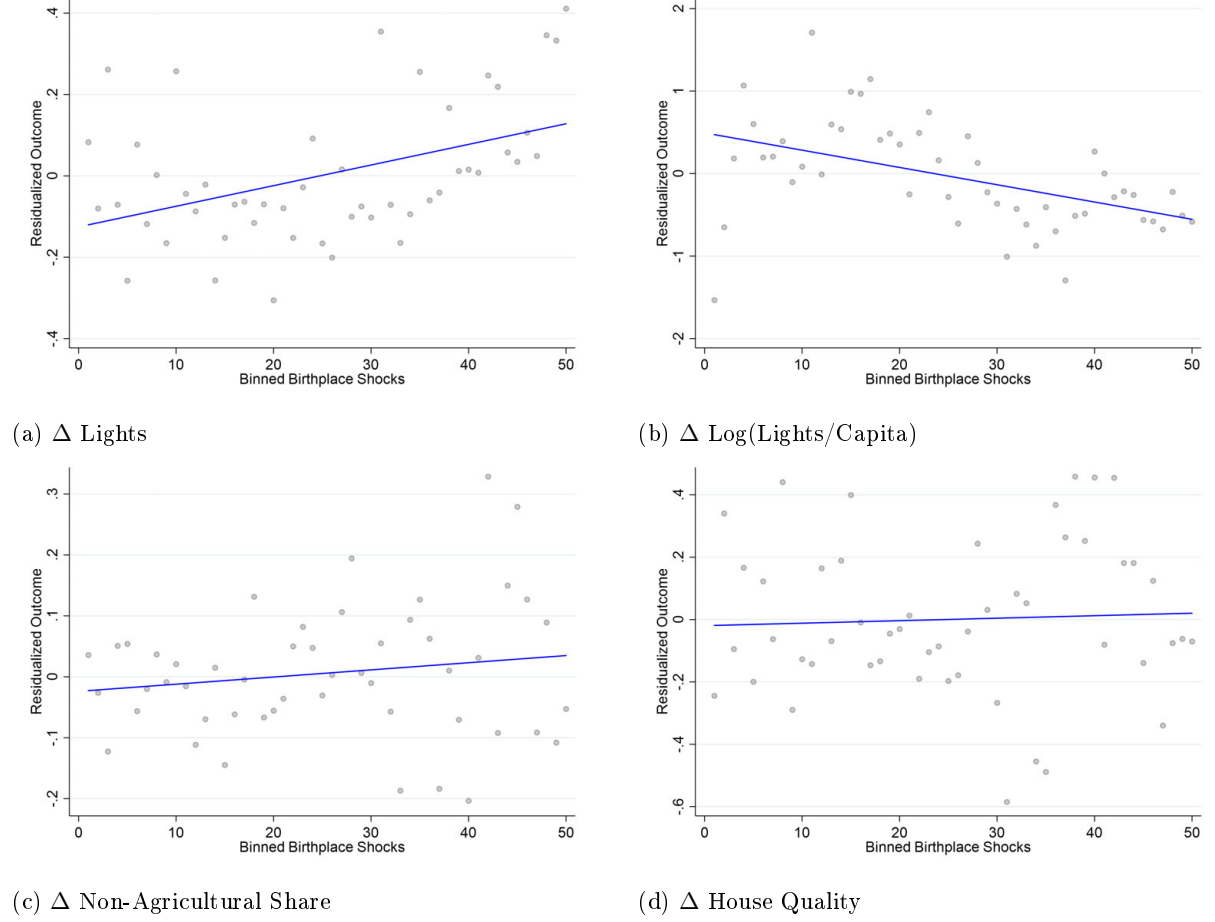 .4
.2
0
-.2
-.4
Residualized Outcome
0 10 20 30 40 50
Binned Birthplace Shocks
(a) Δ Lights
2
1
0
-1
-2
Residualized Outcome
0 10 20 30 40 50
Binned Birthplace Shocks
(b) Δ Log(Lights/Capita)
.3
.2
.1
0
-.1
-.2
Residualized Outcome
0 10 20 30 40 50
Binned Birthplace Shocks
(c) Δ Non-Agricultural Share
.4
.2
0
-.2
-.4
-.6
Residualized Outcome
0 10 20 30 40 50
Binned Birthplace Shocks
(d) Δ House Quality